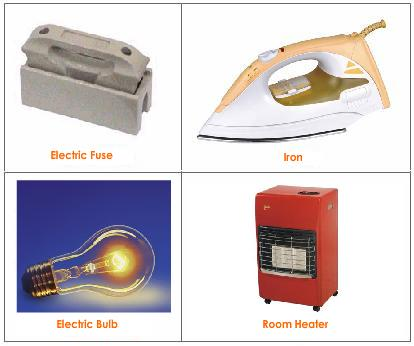 Electric Fuse
Iron
Electric Bulb
Room Heater